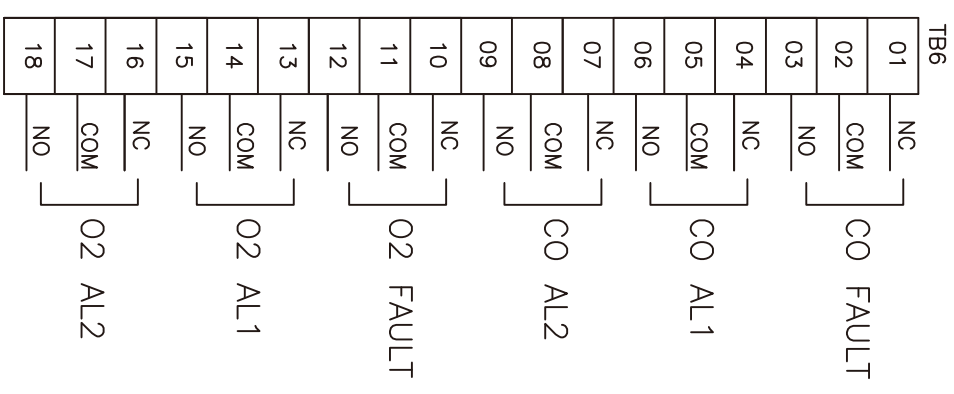 TB6
01 NC
02 COM
03 NO
CO FAULT
04 NC
05 COM
06 NO
CO AL1
07 NC
08 COM
09 NO
CO AL2
10 NC
11 COM
12 NO
O2 FAULT
13 NC
14 COM
15 NO
O2 AL1
16 NC
17 COM
18 NO
O2 AL2